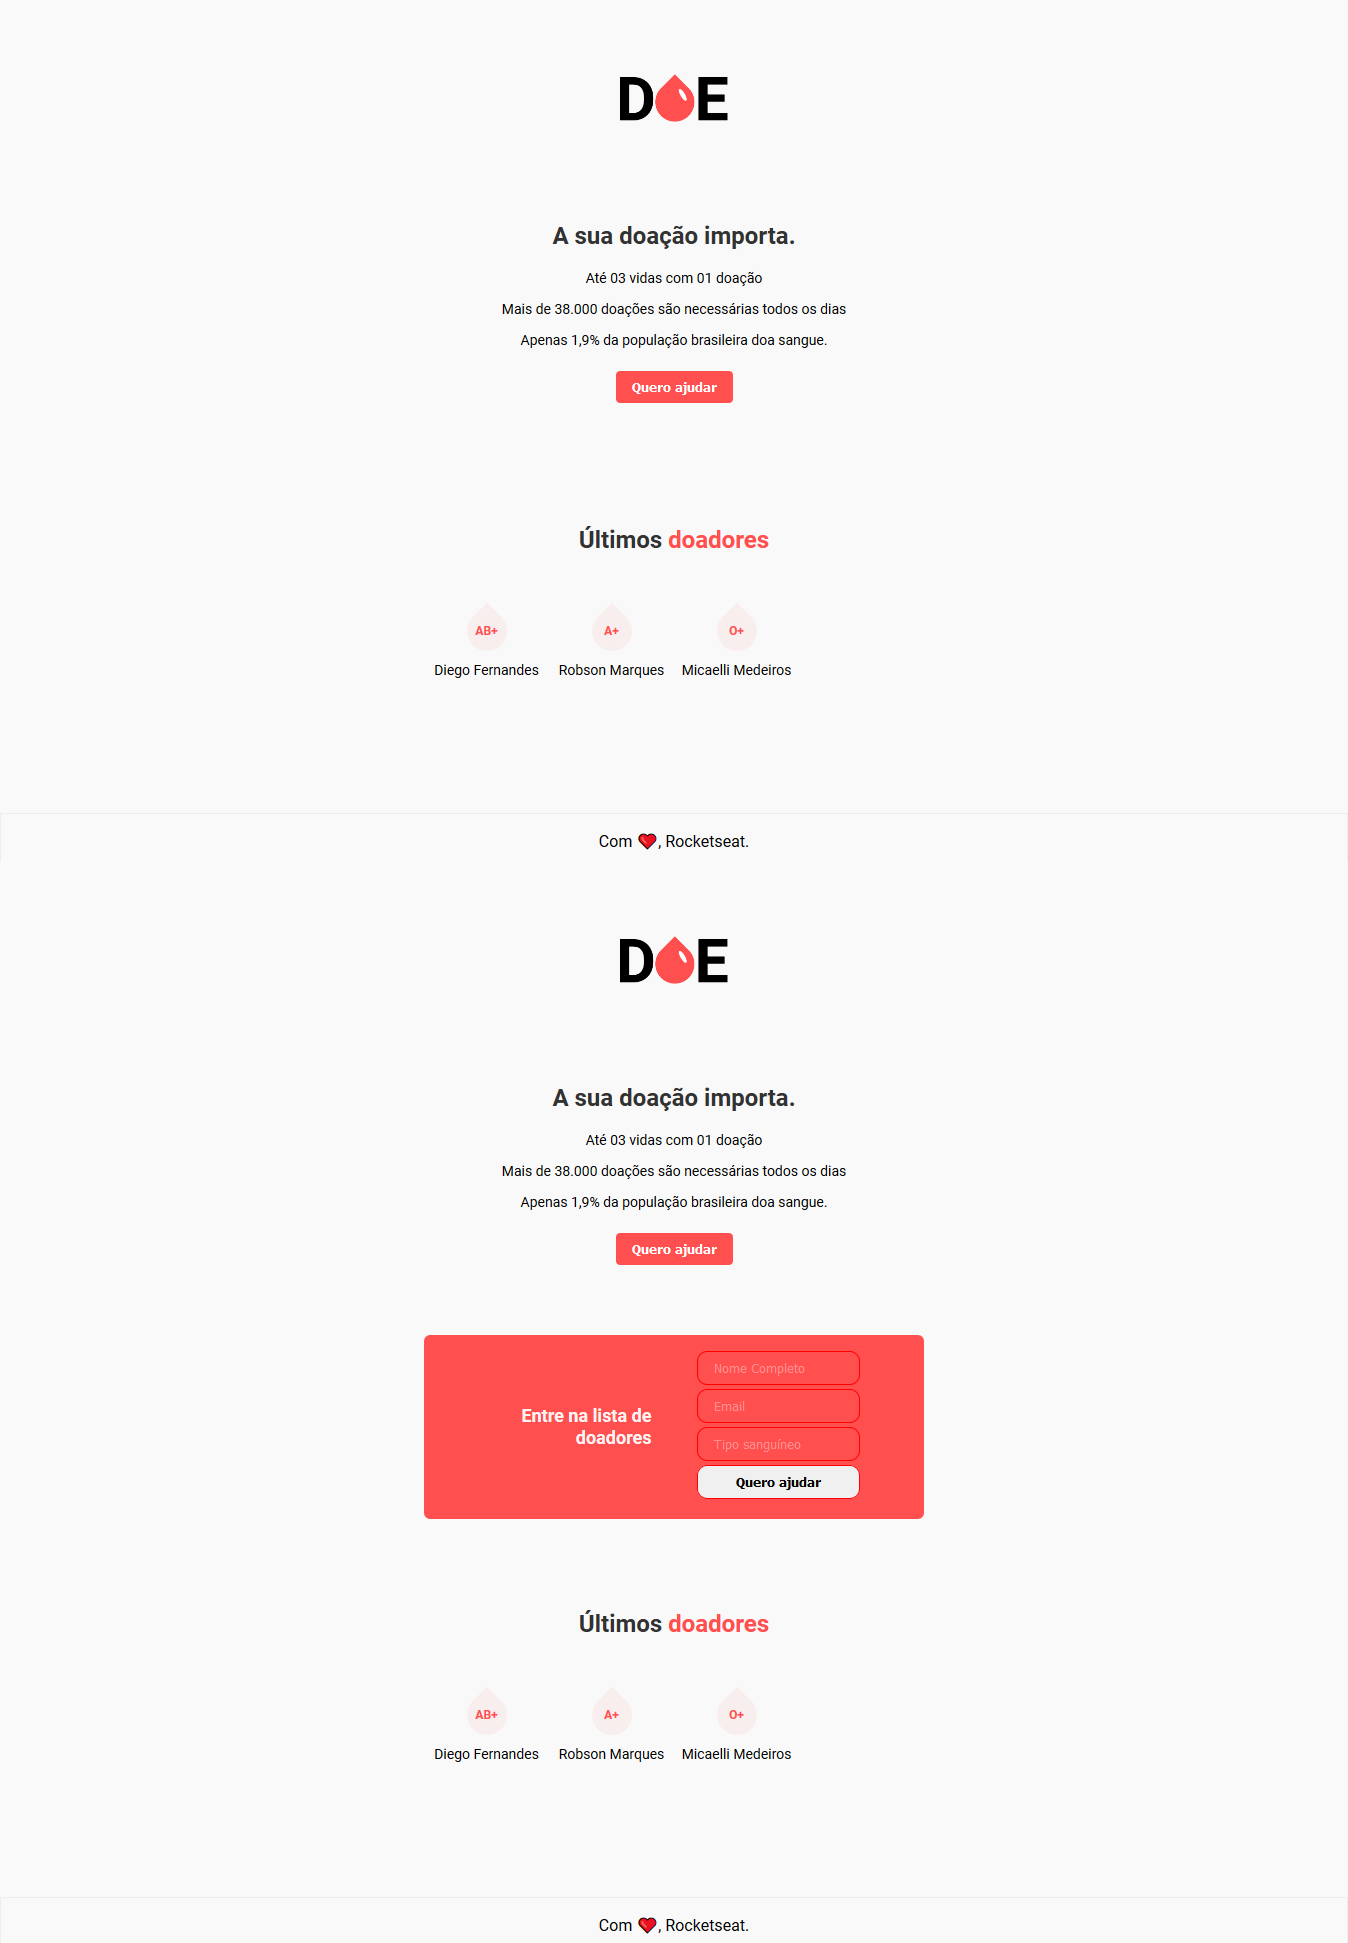 DOE
A sua doação importa.
Até 03 vidas com 01 doação
Mais de 38.000 doações são necessárias todos os dias
Apenas 1,9% da população brasileira doa sangue.
Quero ajudar
Últimos doadores
AB+ A+ O+
Diego Fernandes Robson Marques Micaelli Medeiros
Com ❤, Rocketseat.
DOE
A sua doação importa.
Até 03 vidas com 01 doação
Mais de 38.000 doações são necessárias todos os dias
Apenas 1,9% da população brasileira doa sangue.
Quero ajudar
Entre na lista de
doadores
Nome Completo
Email
Tipo sanguíneo
Quero ajudar
Últimos doadores
AB+ A+ O+
Diego Fernandes Robson Marques Micaelli Medeiros
Com ❤, Rocketseat.